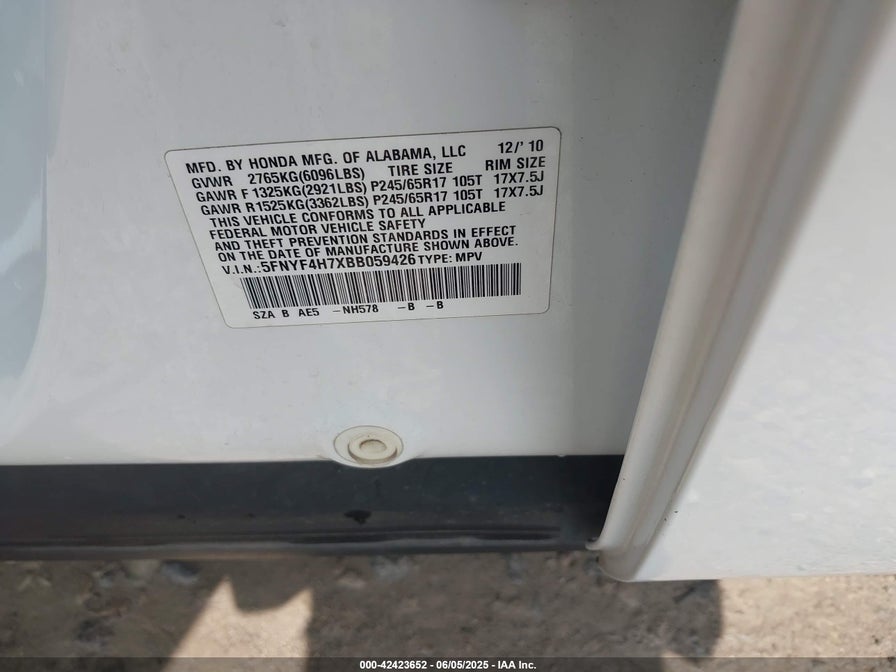 MFD. BY HONDA MFG. OF ALABAMA, LLC 12/' 10
GVWR 2765KG(6096LBS) TIRE SIZE RIM SIZE
GAWR F 1325KG(2921LBS) P245/65R17 105T 17X7.5J
GAWR R1525KG(3362LBS) P245/65R17 105T 17X7.5J
THIS VEHICLE CONFORMS TO ALL APPLICABLE
FEDERAL MOTOR VEHICLE SAFETY
AND THEFT PREVENTION STANDARDS IN EFFECT
ON THE DATE OF MANUFACTURE SHOWN ABOVE.
V.I.N.:5FNYF4H7XBB059426 TYPE: MPV
SZA B AE5 -NH578 -B -B
000-42423652 - 06/05/2025 - IAA Inc.